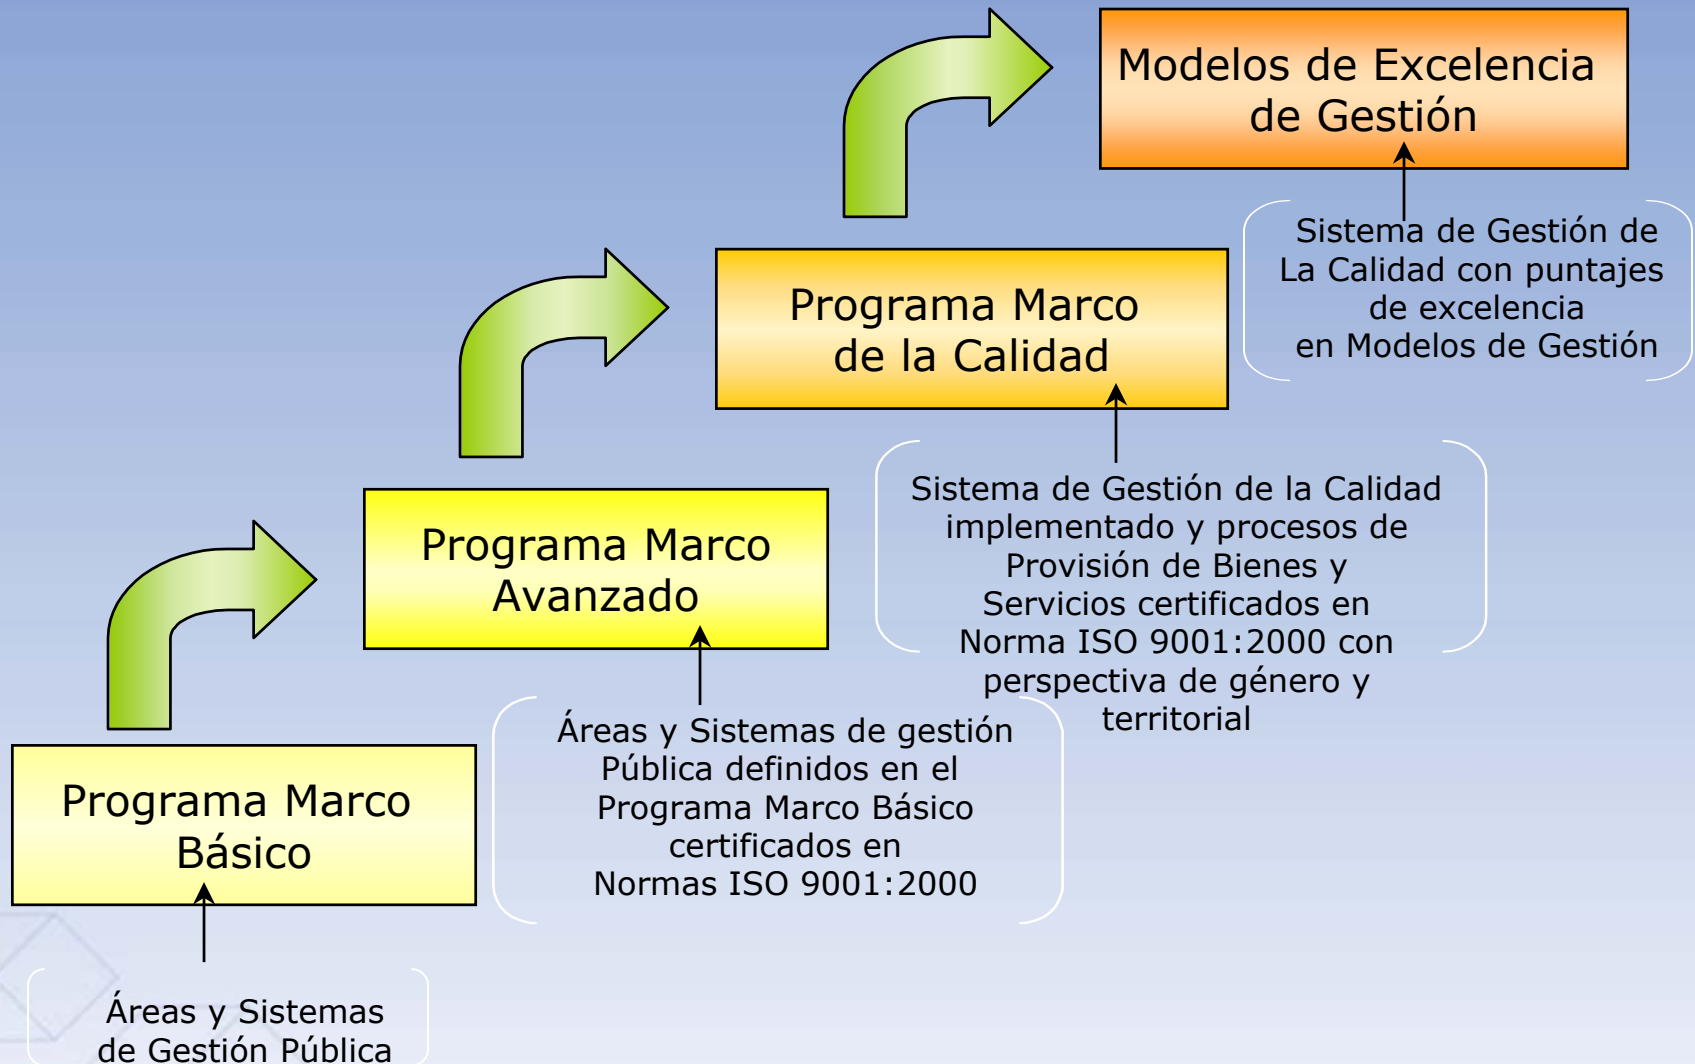 Modelos de Excelencia
de Gestión
Sistema de Gestión de
La Calidad con puntajes
de excelencia
en Modelos de Gestión
Programa Marco
de la Calidad
Sistema de Gestión de la Calidad
implementado y procesos de
Provisión de Bienes y
Servicios certificados en
Norma ISO 9001:2000 con
perspectiva de género y
territorial
Programa Marco
Avanzado
Áreas y Sistemas de gestión
Pública definidos en el
Programa Marco Básico
certificados en
Normas ISO 9001:2000
Programa Marco
Básico
Áreas y Sistemas
de Gestión Pública